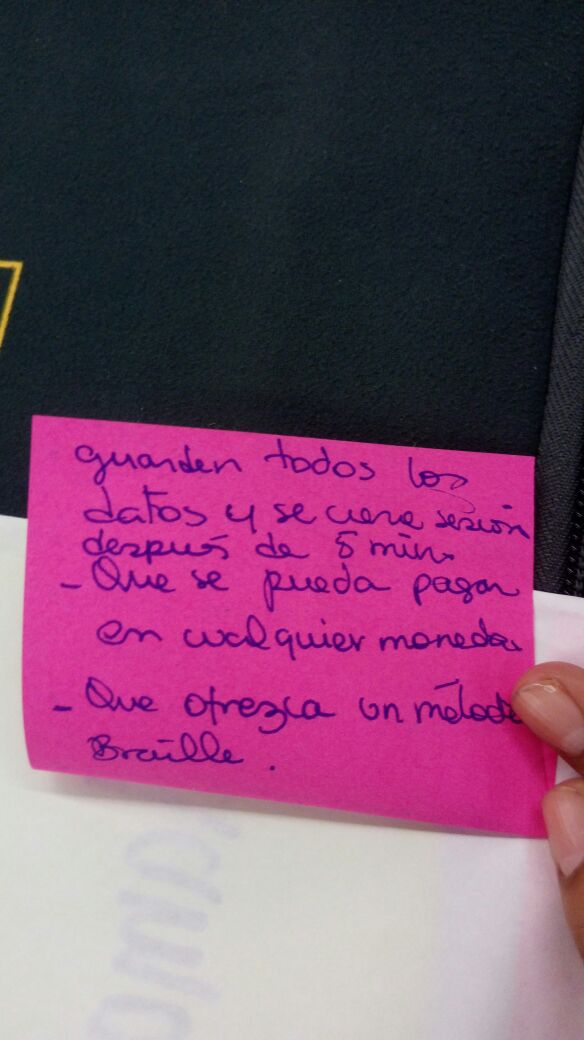 guarden todos los
datos y se cierre sesión
después de 5 min.
- Que se pueda pagar
en cualquier moneda
- Que ofrezca un método
Braille.